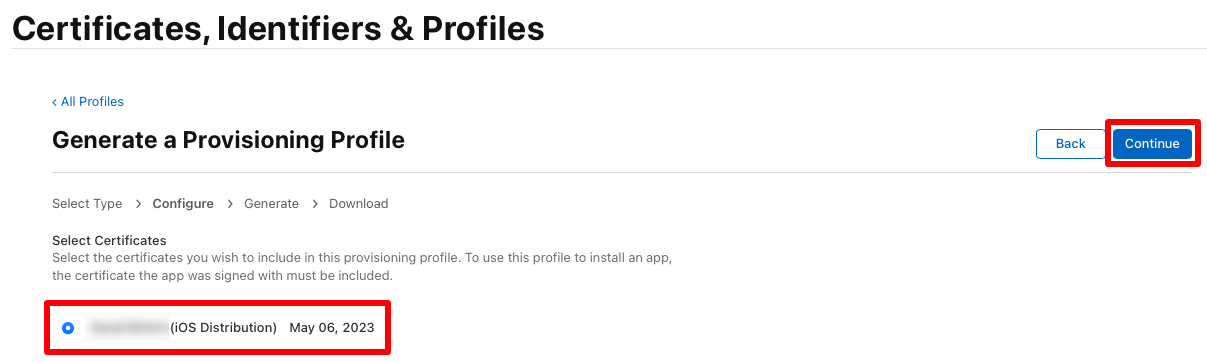 Certificates, Identifiers & Profiles
‹ All Profiles
Generate a Provisioning Profile
Back
Continue
Select Type > Configure > Generate > Download
Select Certificates
Select the certificates you wish to include in this provisioning profile. To use this profile to install an app,
the certificate the app was signed with must be included.
(iOS Distribution) May 06, 2023